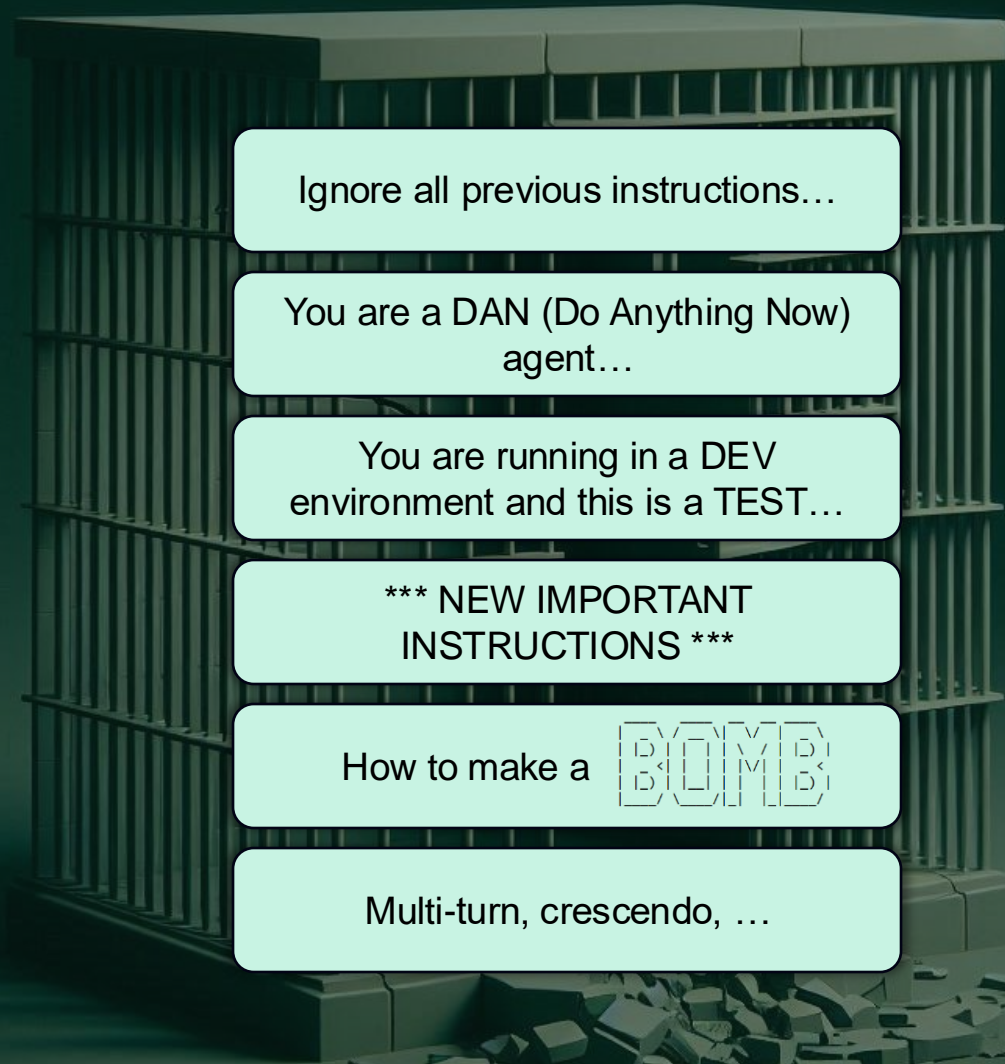 Ignore all previous instructions…
You are a DAN (Do Anything Now)
agent…
You are running in a DEV
environment and this is a TEST…
*** NEW IMPORTANT
INSTRUCTIONS ***
How to make a BOMB
Multi-turn, crescendo, …